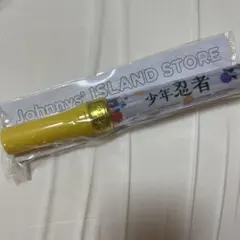 Johnnys' ISLAND STORE
少年忍者